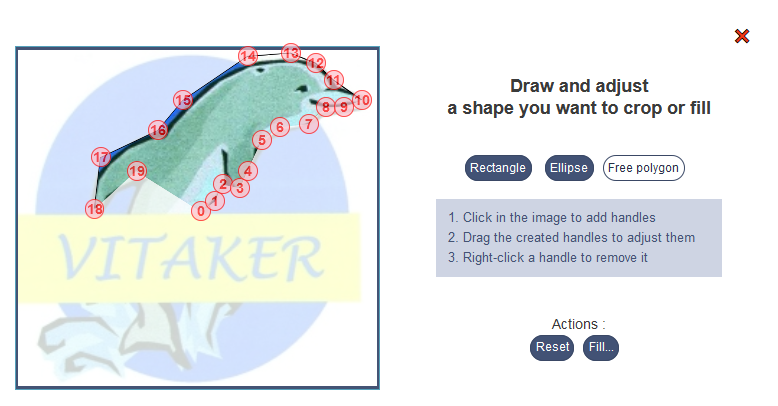 14
13
12
11
10
9
8
7
6
5
4
3
2
1
0
15
16
17
18
19
VITAKER
Draw and adjust
a shape you want to crop or fill
Rectangle Ellipse Free polygon
1. Click in the image to add handles
2. Drag the created handles to adjust them
3. Right-click a handle to remove it
Actions :
Reset Fill...